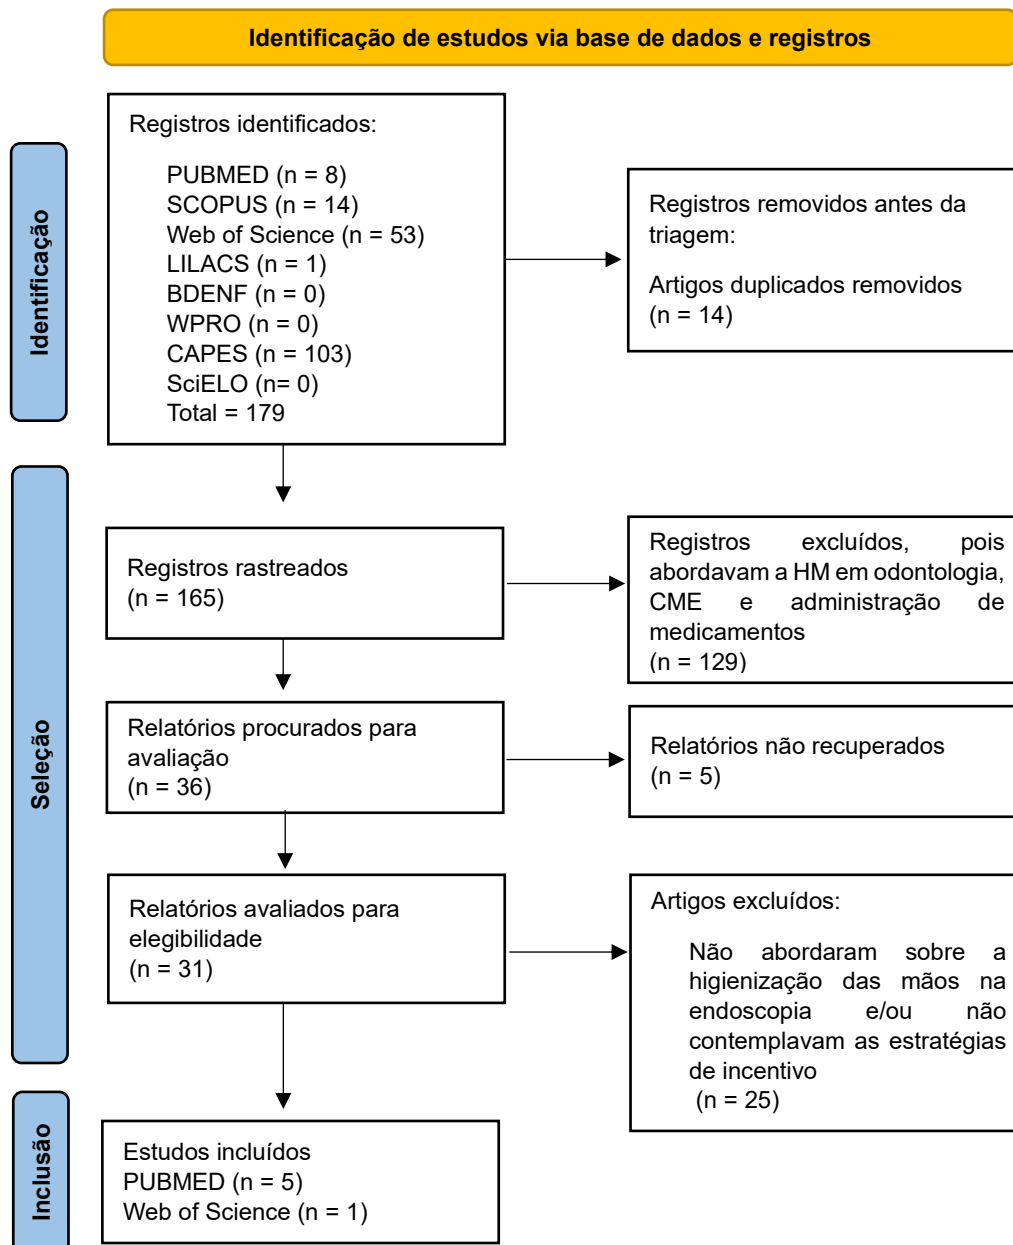 Identificação de estudos via base de dados e registros
Identificação
Registros identificados:
PUBMED (n = 8)
SCOPUS (n = 14)
Web of Science (n = 53)
LILACS (n = 1)
BDENF (n = 0)
WPRO (n = 0)
CAPES (n = 103)
SciELO (n= 0)
Total = 179
Registros removidos antes da
triagem:
Artigos duplicados removidos
(n = 14)
Seleção
Registros rastreados
(n = 165)
Registros excluídos, pois
abordavam a HM em odontologia,
CME e administração de
medicamentos
(n = 129)
Relatórios procurados para
avaliação
(n = 36)
Relatórios não recuperados
(n = 5)
Relatórios avaliados para
elegibilidade
(n = 31)
Artigos excluídos:
Não abordaram sobre a
higienização das mãos na
endoscopia e/ou não
contemplavam as estratégias
de incentivo
(n = 25)
Inclusão
Estudos incluídos
PUBMED (n = 5)
Web of Science (n = 1)